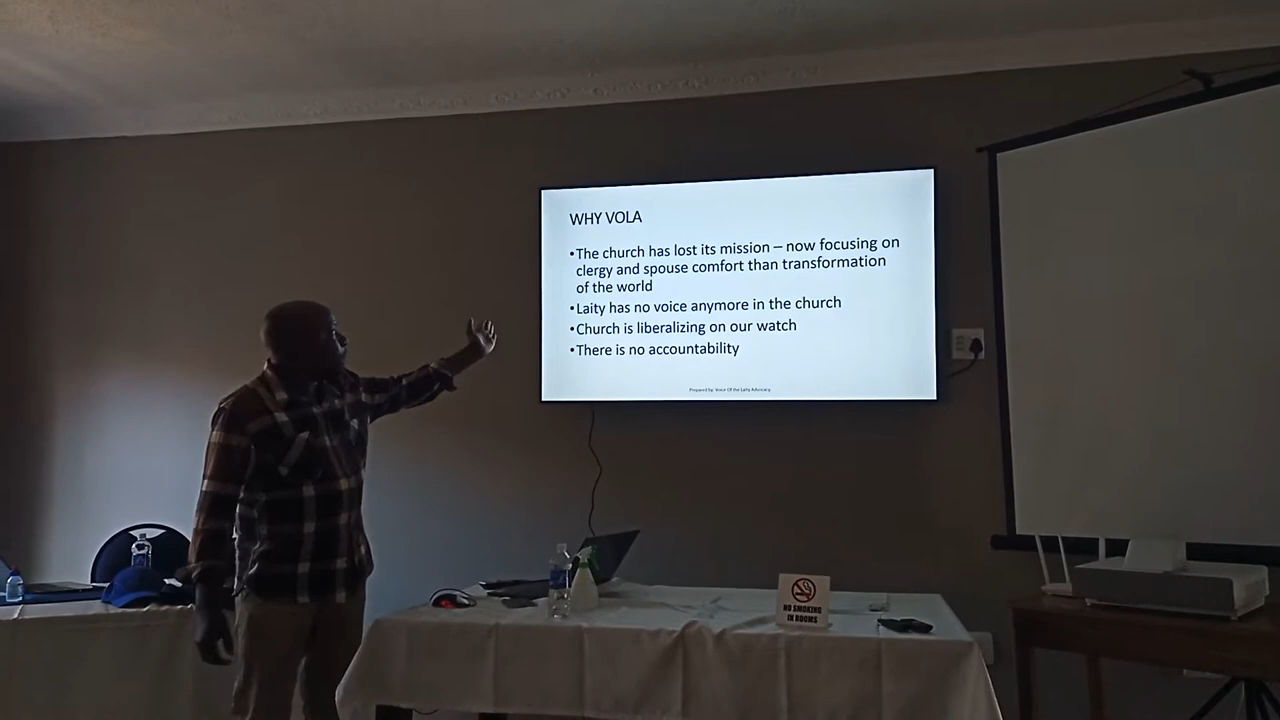 WHY VOLA
•The church has lost its mission – now focusing on
clergy and spouse comfort than transformation
of the world
•Laity has no voice anymore in the church
•Church is liberalizing on our watch
•There is no accountability
Prepared by: Voice Of the Laity Advocacy
NO SMOKING
IN ROOMS